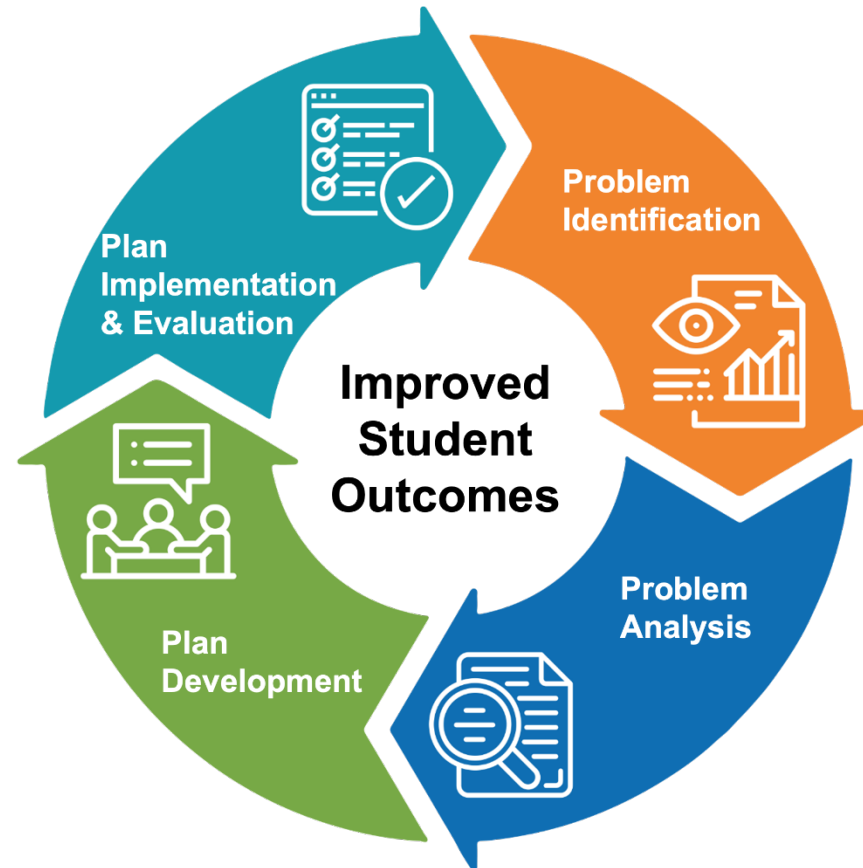 Problem
Identification
Plan
Implementation
& Evaluation
Improved
Student
Outcomes
Problem
Analysis
Plan
Development